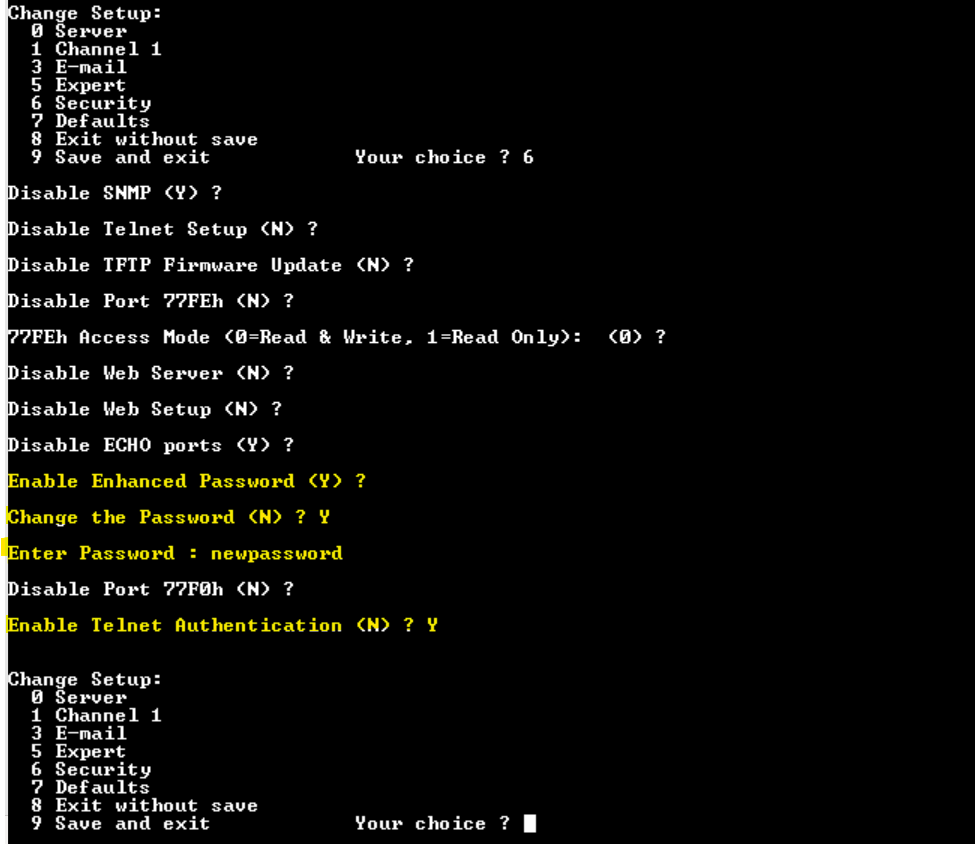 Change Setup:
0 Server
1 Channel 1
3 E-mail
5 Expert
6 Security
7 Defaults
8 Exit without save
9 Save and exit Your choice ? 6
Disable SNMP (Y) ?
Disable Telnet Setup (N) ?
Disable TFTP Firmware Update (N) ?
Disable Port 77FEh (N) ?
77FEh Access Mode (0=Read & Write, 1=Read Only): (0) ?
Disable Web Server (N) ?
Disable Web Setup (N) ?
Disable ECHO ports (Y) ?
Enable Enhanced Password (Y) ?
Change the Password (N) ? Y
Enter Password : newpassword
Disable Port 77F0h (N) ?
Enable Telnet Authentication (N) ? Y
Change Setup:
0 Server
1 Channel 1
3 E-mail
5 Expert
6 Security
7 Defaults
8 Exit without save
9 Save and exit Your choice ?